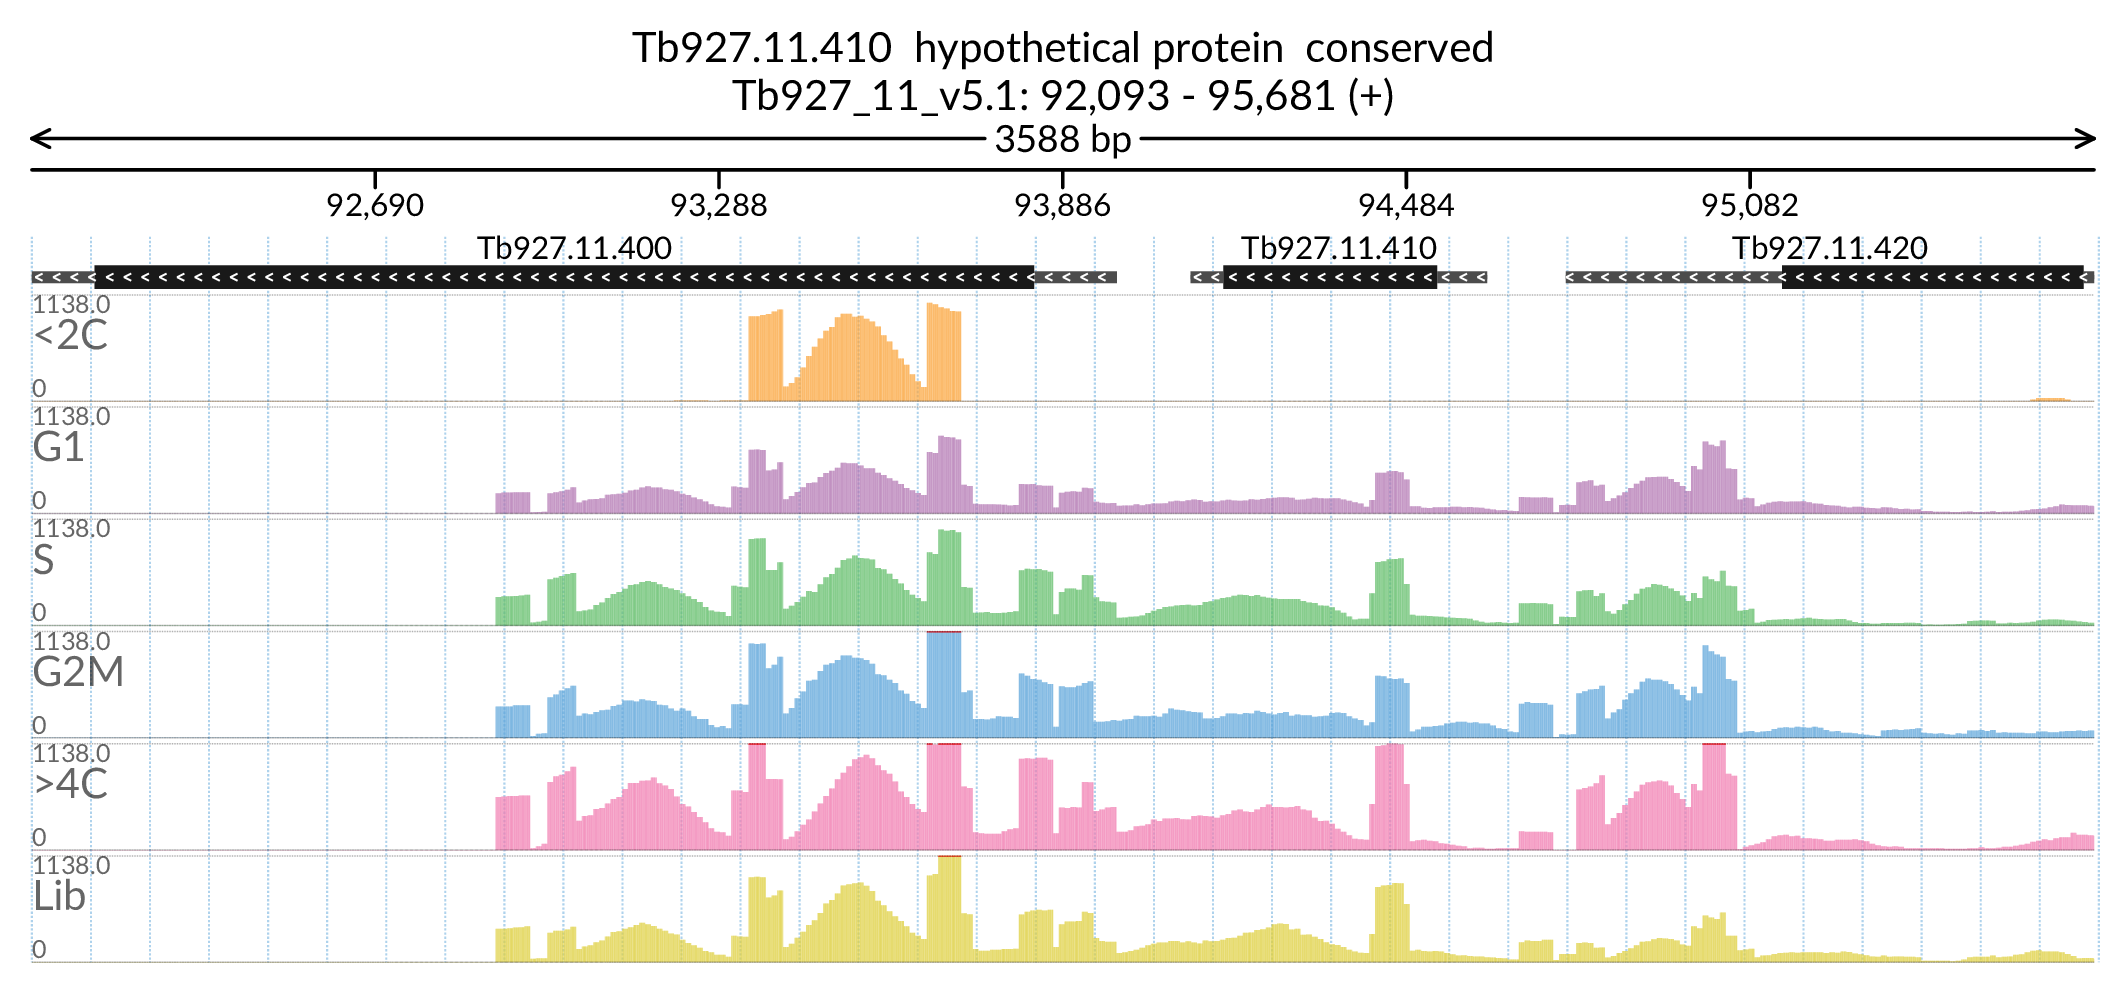 Tb927.11.410  hypothetical protein  conserved
Tb927_11_v5.1: 92,093 - 95,681 (+)
3588 bp
92,690 93,288 93,886 94,484 95,082
Tb927.11.400 Tb927.11.410 Tb927.11.420
1138.0
<2C
0
1138.0
G1
0
1138.0
S
0
1138.0
G2M
0
1138.0
>4C
0
1138.0
Lib
0